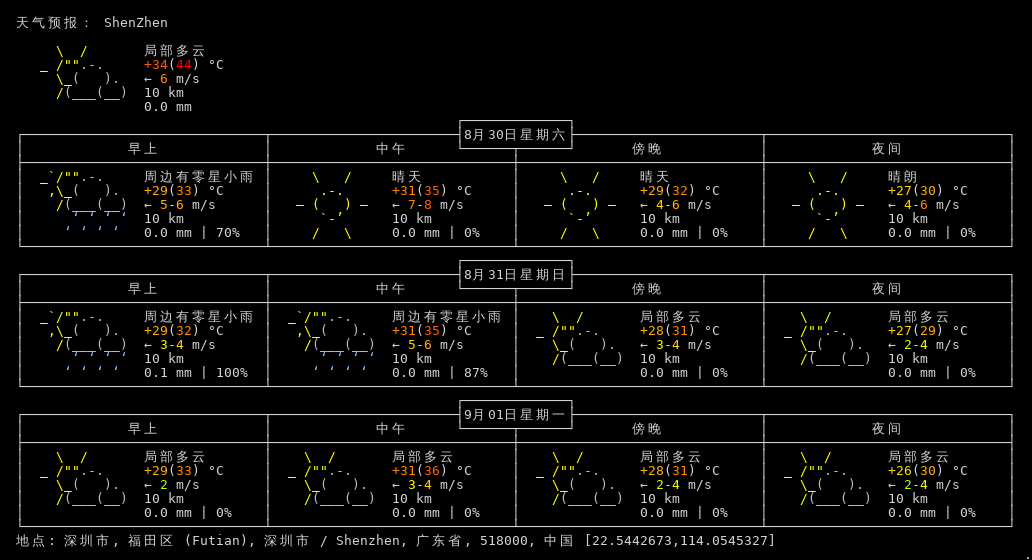 天气预报: ShenZhen
局部多云
+34(44) °C
← 6 m/s
10 km
0.0 mm
8月30日星期六
早上 中午 傍晚 夜间
周边有零星小雨 晴天 晴天 晴朗
+29(33) °C +31(35) °C +29(32) °C +27(30) °C
← 5-6 m/s ← 7-8 m/s ← 4-6 m/s ← 4-6 m/s
10 km 10 km 10 km 10 km
0.0 mm | 70% 0.0 mm | 0% 0.0 mm | 0% 0.0 mm | 0%
8月31日星期日
早上 中午 傍晚 夜间
周边有零星小雨 周边有零星小雨 局部多云 局部多云
+29(32) °C +31(35) °C +28(31) °C +27(29) °C
← 3-4 m/s ← 5-6 m/s ← 3-4 m/s ← 2-4 m/s
10 km 10 km 10 km 10 km
0.1 mm | 100% 0.0 mm | 87% 0.0 mm | 0% 0.0 mm | 0%
9月01日星期一
早上 中午 傍晚 夜间
局部多云 局部多云 局部多云 局部多云
+29(33) °C +31(36) °C +28(31) °C +26(30) °C
← 2 m/s ← 3-4 m/s ← 2-4 m/s ← 2-4 m/s
10 km 10 km 10 km 10 km
0.0 mm | 0% 0.0 mm | 0% 0.0 mm | 0% 0.0 mm | 0%
地点: 深圳市, 福田区 (Futian), 深圳市 / Shenzhen, 广东省, 518000, 中国 [22.5442673,114.0545327]